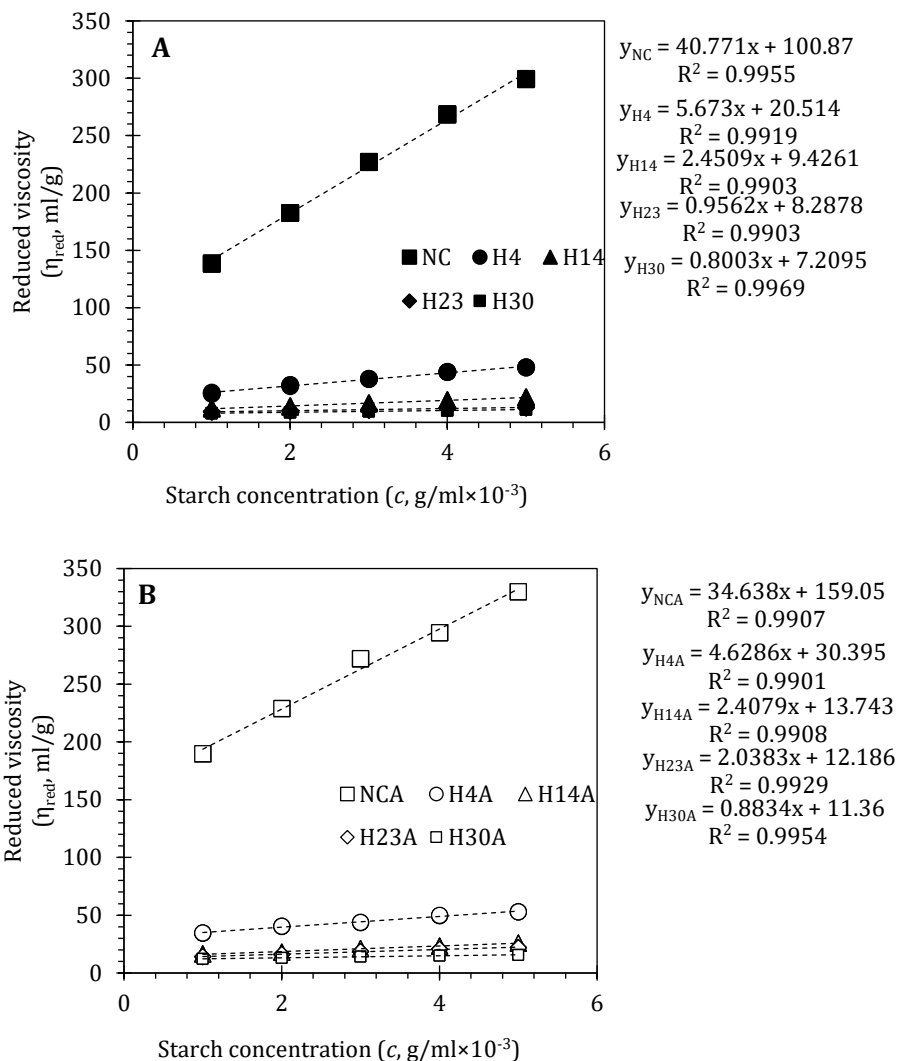 A
350
300
250
200
150
100
50
0
Reduced viscosity
(ηred, ml/g)
NC H4 H14
H23 H30
0 2 4 6
Starch concentration (c, g/ml×10-3)
yNC = 40.771x + 100.87
R² = 0.9955
yH4 = 5.673x + 20.514
R² = 0.9919
yH14 = 2.4509x + 9.4261
R² = 0.9903
yH23 = 0.9562x + 8.2878
R² = 0.9903
yH30 = 0.8003x + 7.2095
R² = 0.9969
B
350
300
250
200
150
100
50
0
Reduced viscosity
(ηred, ml/g)
NCA H4A H14A
H23A H30A
0 2 4 6
Starch concentration (c, g/ml×10-3)
yNCA = 34.638x + 159.05
R² = 0.9907
yH4A = 4.6286x + 30.395
R² = 0.9901
yH14A = 2.4079x + 13.743
R² = 0.9908
yH23A = 2.0383x + 12.186
R² = 0.9929
yH30A = 0.8834x + 11.36
R² = 0.9954